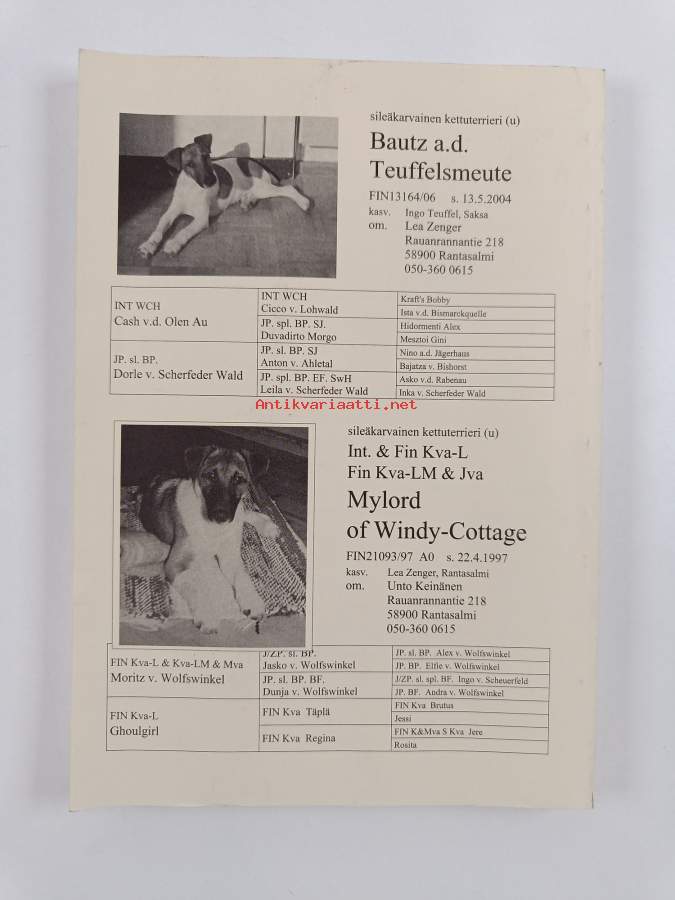 sileäkarvainen kettuterrieri (u)
Bautz a.d.
Teuffelsmeute
FIN13164/06 s. 13.5.2004
kasv. Ingo Teuffel, Saksa
om. Lea Zenger
Rauanrannantie 218
58900 Rantasalmi
050-360 0615
INT WCH
Cash v.d. Olen Au
INT WCH
Cicco v. Lohwald
Kraft's Bobby
Ista v.d. Bismarckquelle
JP. spl. BP. SJ.
Duvadirto Morgo
Hidormenti Alex
Mesztoi Gini
JP. sl. BP.
Dorle v. Scherfeder Wald
JP. sl. BP. SJ
Anton v. Ahletal
Nino a.d. Jägerhaus
Bajatza v. Bishorst
JP. spl. BP. EF. SwH
Leila v. Scherfeder Wald
Asko v.d. Rabenau
Inka v. Scherfeder Wald
Antikvariaatti.net
sileäkarvainen kettuterrieri (u)
Int. & Fin Kva-L
Fin Kva-LM & Jva
Mylord
of Windy-Cottage
FIN21093/97 A0 s. 22.4.1997
kasv. Lea Zenger, Rantasalmi
om. Unto Keinänen
Rauanrannantie 218
58900 Rantasalmi
050-360 0615
FIN Kva-L & Kva-LM & Mva
Moritz v. Wolfswinkel
J/ZP. sl. BP.
Jasko v. Wolfswinkel
JP. sl. BP. Alex v. Wolfswinkel
JP. BP. Elfie v. Wolfswinkel
JP. sl. BP. BF.
Dunja v. Wolfswinkel
J/ZP. sl. spl. BF. Ingo v. Scheuerfeld
JP. BF. Andra v. Wolfswinkel
FIN Kva-L
Ghoulgirl
FIN Kva Täplä
FIN Kva Brutus
Jessi
FIN Kva Regina
FIN K&Mva S Kva Jere
Rosita